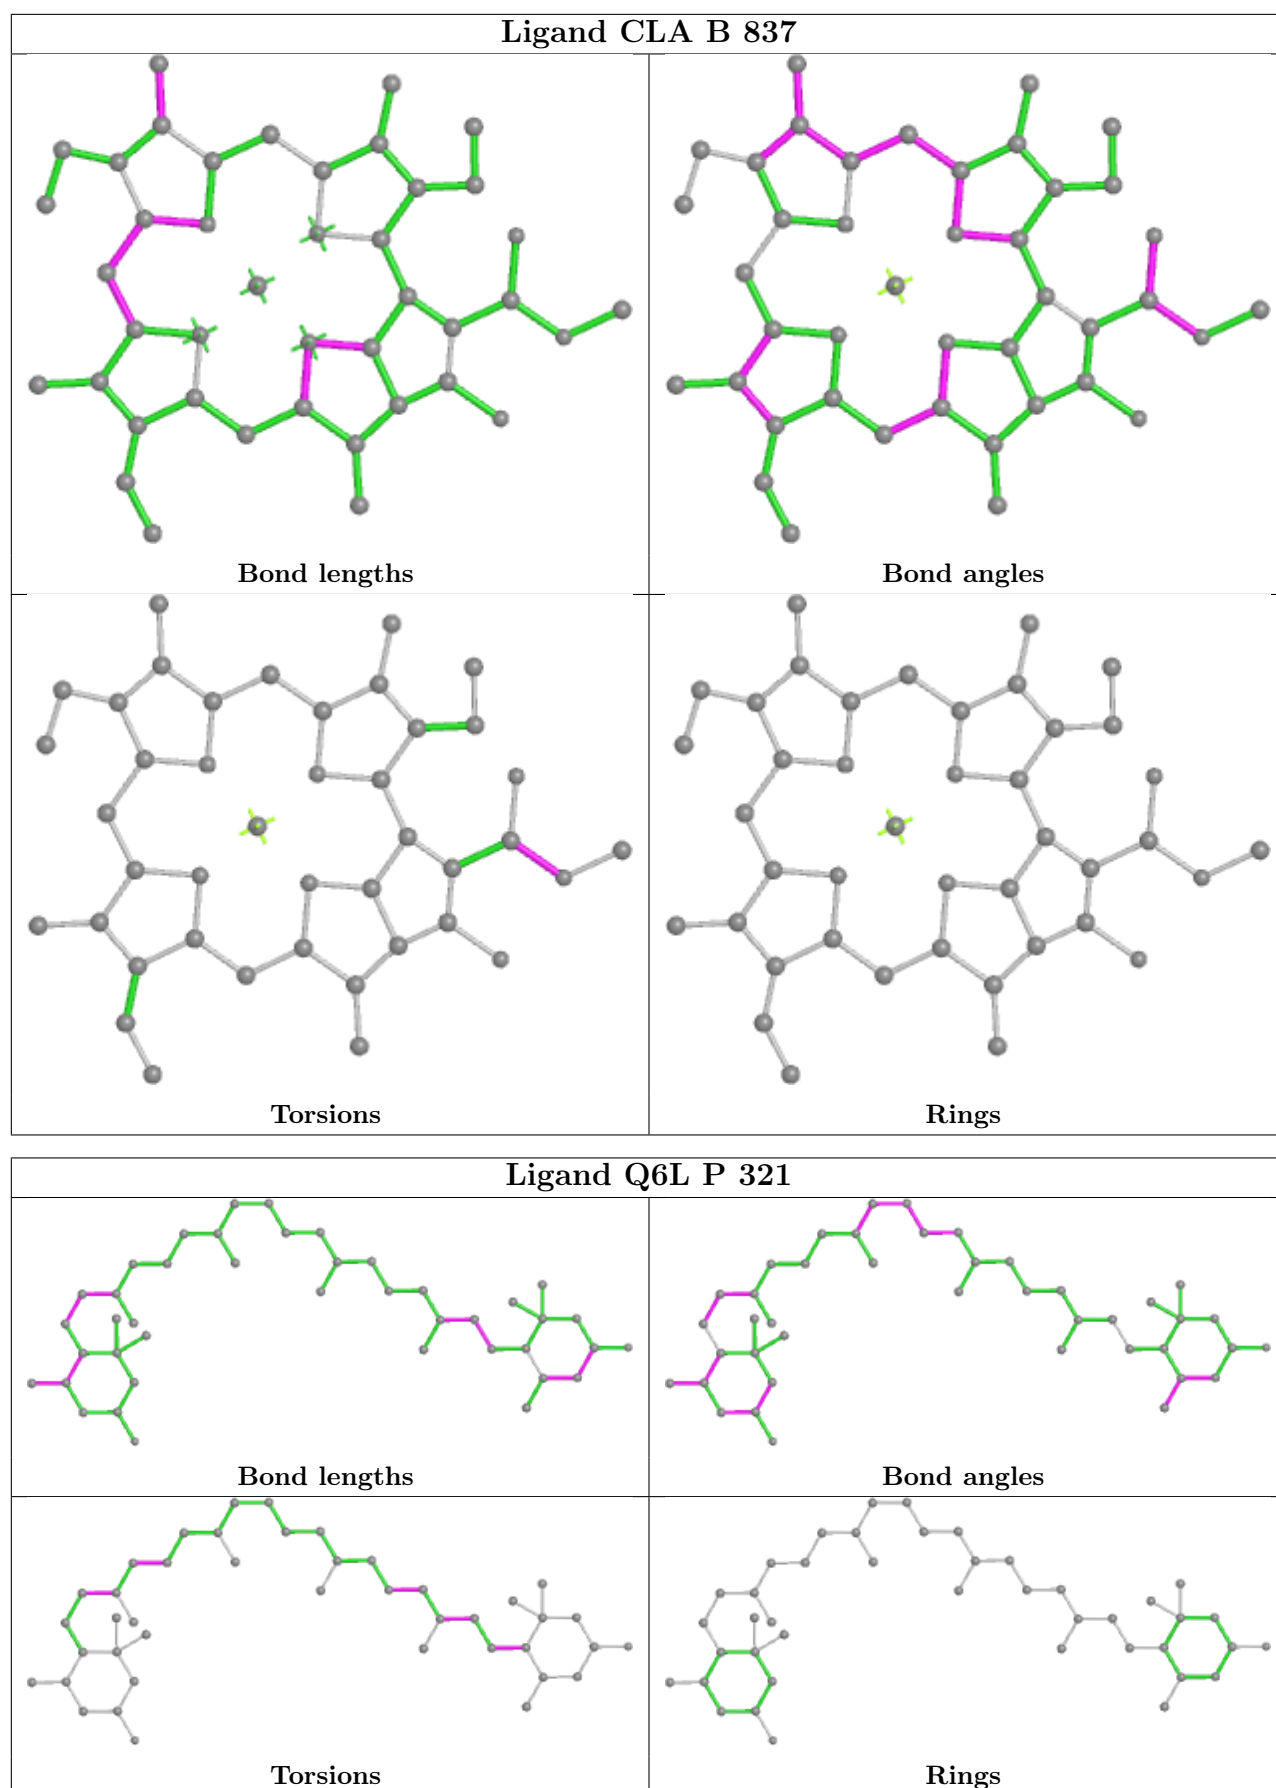 Ligand CLA B 837
Bond lengths
Bond angles
Torsions
Rings
Ligand Q6L P 321
Bond lengths
Bond angles
Torsions
Rings